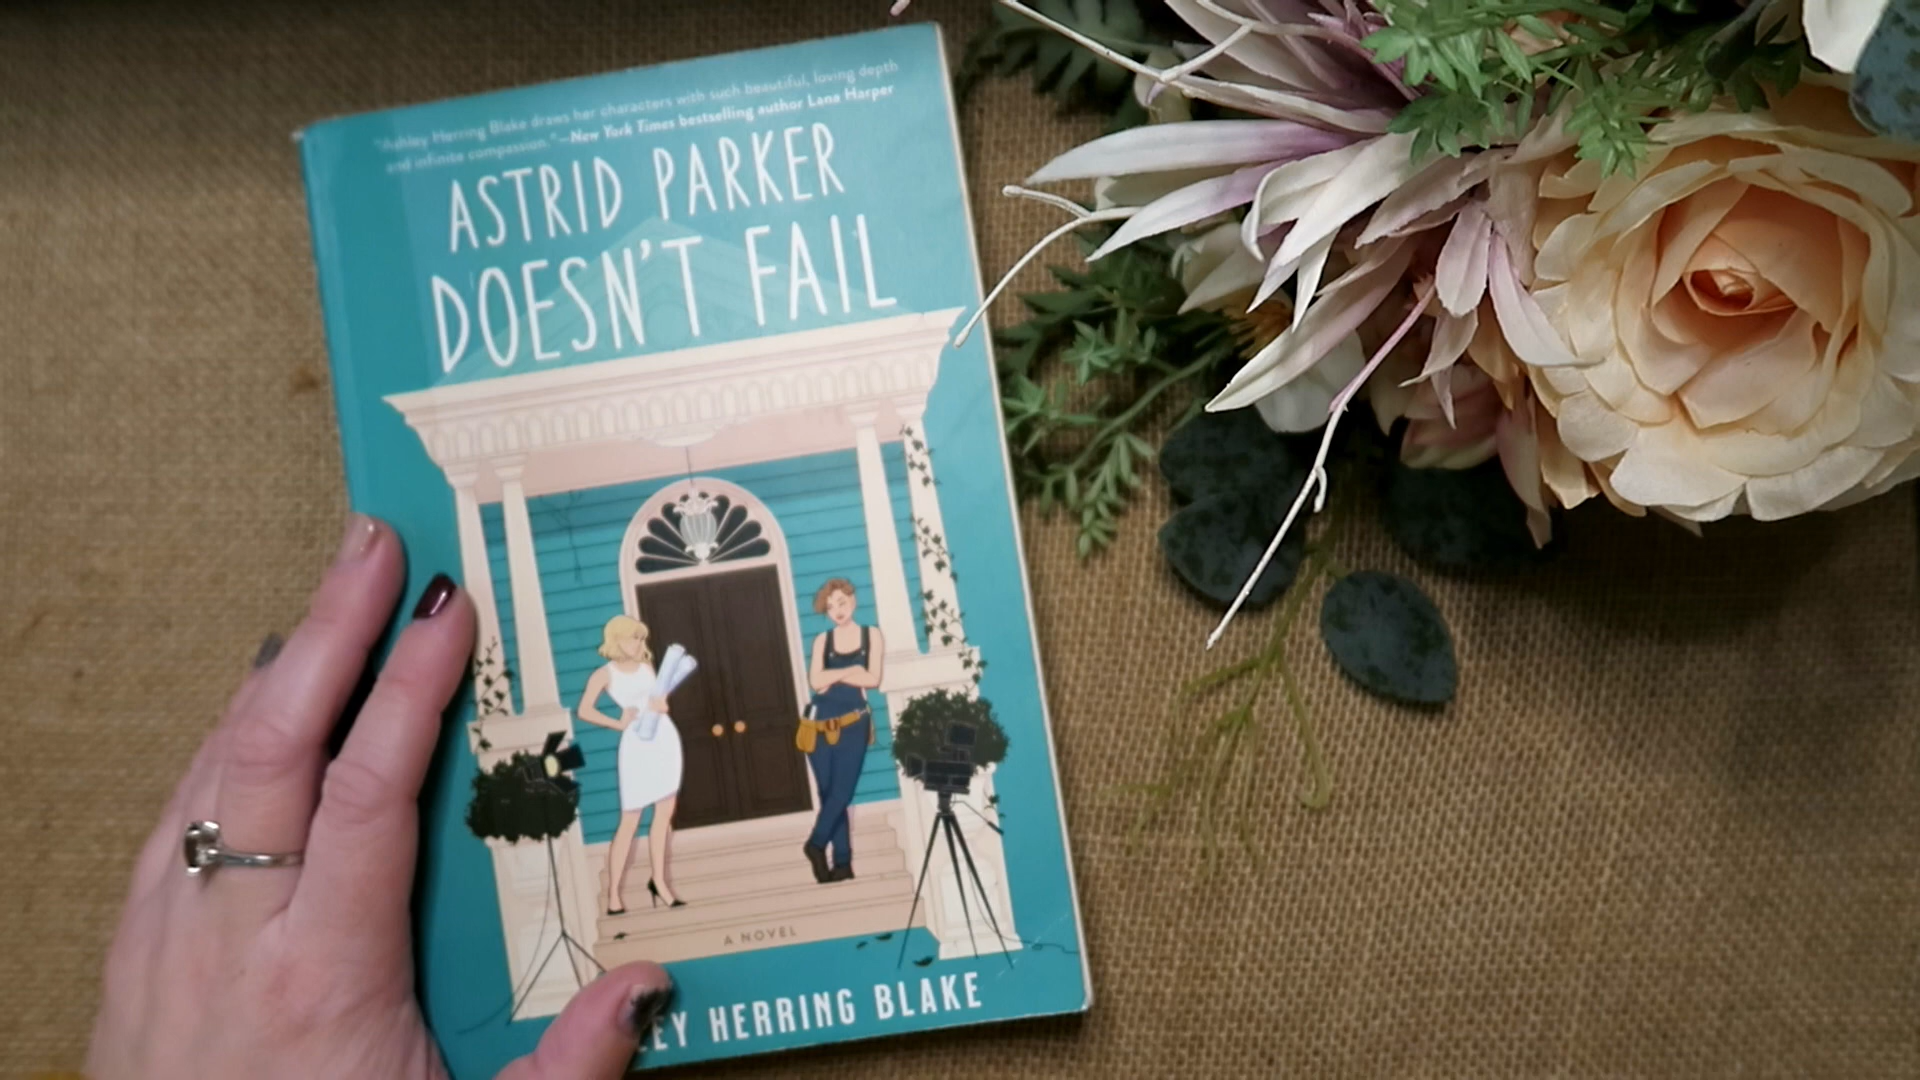 "Ashley Herring Blake draws her characters with such beautiful, loving depth
and infinite compassion." —New York Times bestselling author Lana Harper
ASTRID PARKER
DOESN'T FAIL
A NOVEL
EY HERRING BLAKE